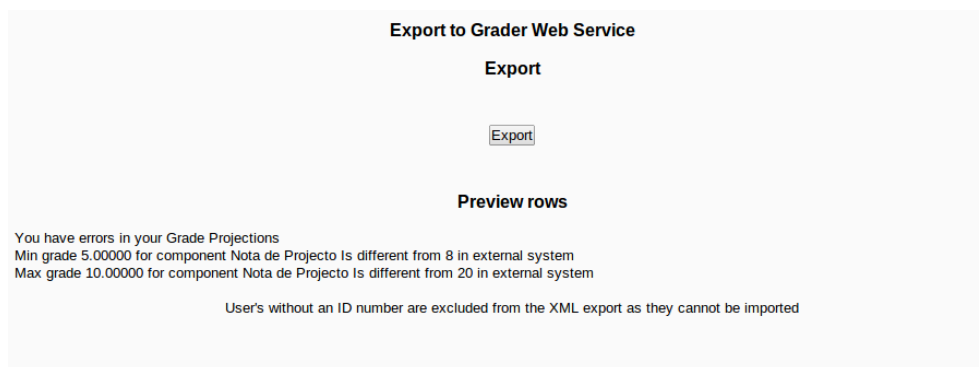 Export to Grader Web Service
Export
Export
Preview rows
You have errors in your Grade Projections
Min grade 5.00000 for component Nota de Projecto Is different from 8 in external system
Max grade 10.00000 for component Nota de Projecto Is different from 20 in external system
User's without an ID number are excluded from the XML export as they cannot be imported